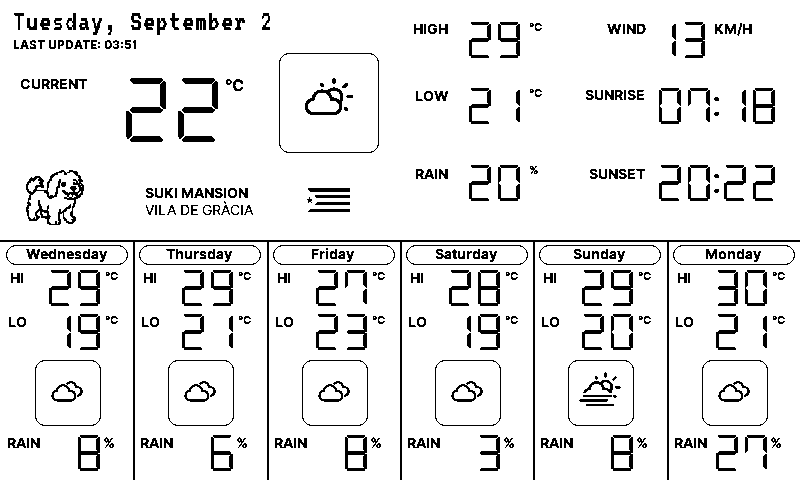 Tuesday, September 2
LAST UPDATE: 03:51
CURRENT 22 °C
HIGH 29 °C
WIND 13 KM/H
LOW 21 °C
SUNRISE 07:18
RAIN 20 %
SUNSET 20:22
SUKI MANSION
VILA DE GRÀCIA
Wednesday
HI 29 °C
LO 19 °C
RAIN 8 %
Thursday
HI 29 °C
LO 21 °C
RAIN 6 %
Friday
HI 27 °C
LO 23 °C
RAIN 8 %
Saturday
HI 28 °C
LO 19 °C
RAIN 3 %
Sunday
HI 29 °C
LO 20 °C
RAIN 8 %
Monday
HI 30 °C
LO 21 °C
RAIN 27 %